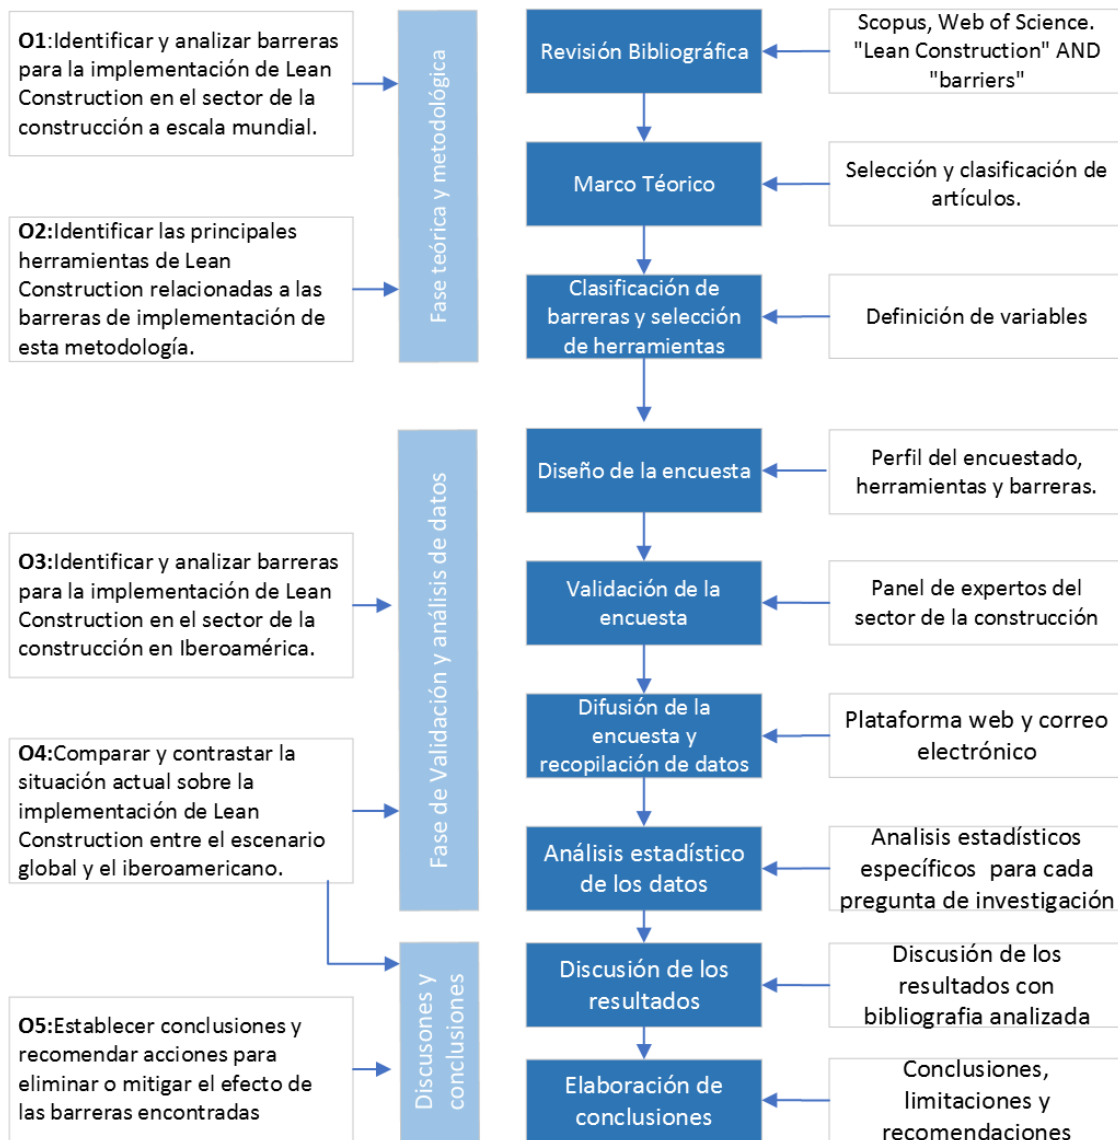 O1:Identificar y analizar barreras
para la implementación de Lean
Construction en el sector de la
construcción a escala mundial.
O2:Identificar las principales
herramientas de Lean
Construction relacionadas a las
barreras de implementación de
esta metodología.
Fase teórica y metodológica
Revisión Bibliográfica
Scopus, Web of Science.
"Lean Construction" AND
"barriers"
Marco Téorico
Selección y clasificación de
artículos.
Clasificación de
barreras y selección
de herramientas
Definición de variables
O3:Identificar y analizar barreras
para la implementación de Lean
Construction en el sector de la
construcción en Iberoamérica.
O4:Comparar y contrastar la
situación actual sobre la
implementación de Lean
Construction entre el escenario
global y el iberoamericano.
Fase de Validación y análisis de datos
Diseño de la encuesta
Perfil del encuestado,
herramientas y barreras.
Validación de la
encuesta
Panel de expertos del
sector de la construcción
Difusión de la
encuesta y
recopilación de datos
Plataforma web y correo
electrónico
Análisis estadístico
de los datos
Analisis estadísticos
específicos  para cada
pregunta de investigación
O5:Establecer conclusiones y
recomendar acciones para
eliminar o mitigar el efecto de
las barreras encontradas
Discusones y
conclusiones
Discusión de los
resultados
Discusión de los
resultados con
bibliografia analizada
Elaboración de
conclusiones
Conclusiones,
limitaciones y
recomendaciones